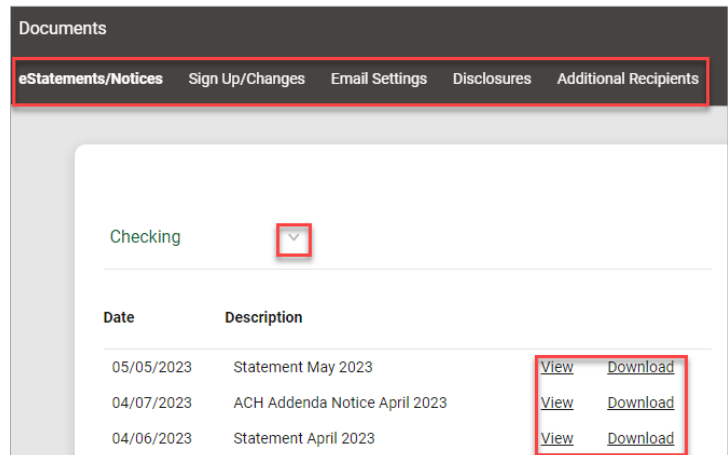 Documents
eStatements/Notices Sign Up/Changes Email Settings Disclosures Additional Recipients
Checking
Date Description
05/05/2023 Statement May 2023 View Download
04/07/2023 ACH Addenda Notice April 2023 View Download
04/06/2023 Statement April 2023 View Download